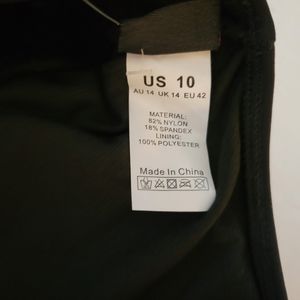 US 10
AU 14 UK 14 EU 42
MATERIAL:
82% NYLON
18% SPANDEX
LINING:
100% POLYESTER
Made In China